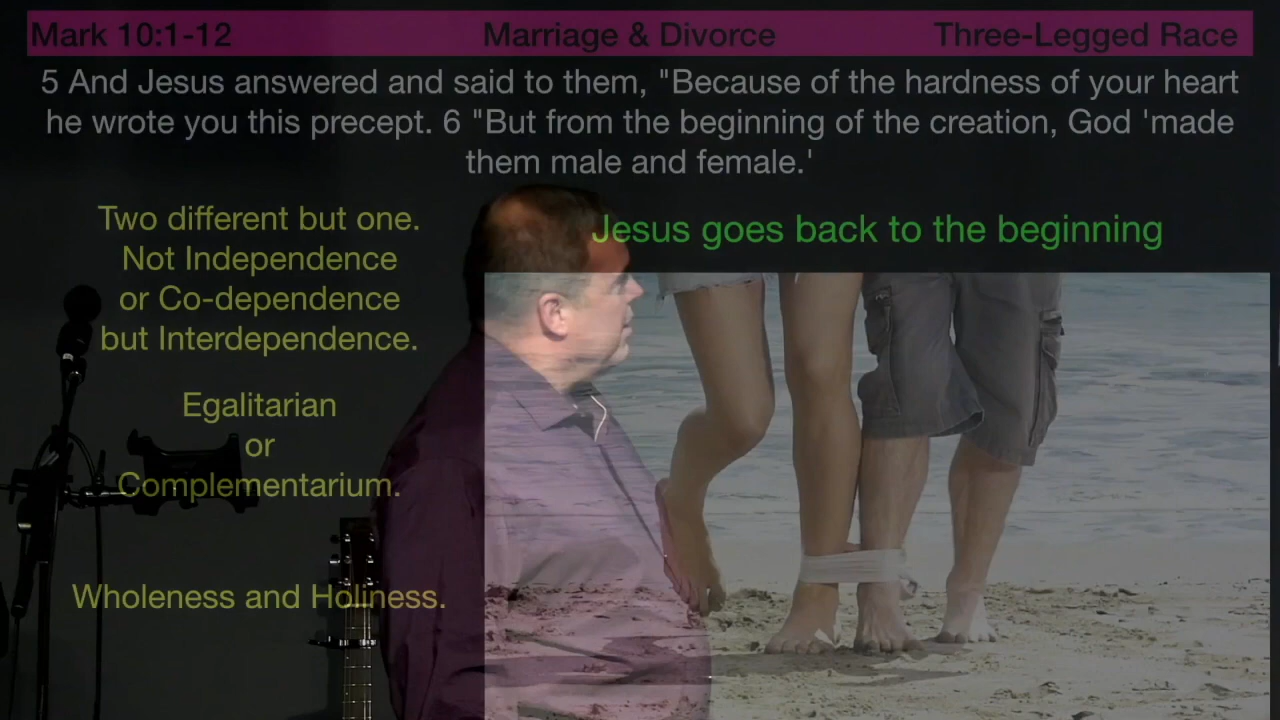 Mark 10:1-12 Marriage & Divorce Three-Legged Race
5 And Jesus answered and said to them, "Because of the hardness of your heart
he wrote you this precept. 6 "But from the beginning of the creation, God 'made
them male and female.'
Two different but one.
Not Independence
or Co-dependence
but Interdependence.
Egalitarian
or
Complementarium.
Wholeness and Holiness.
Jesus goes back to the beginning